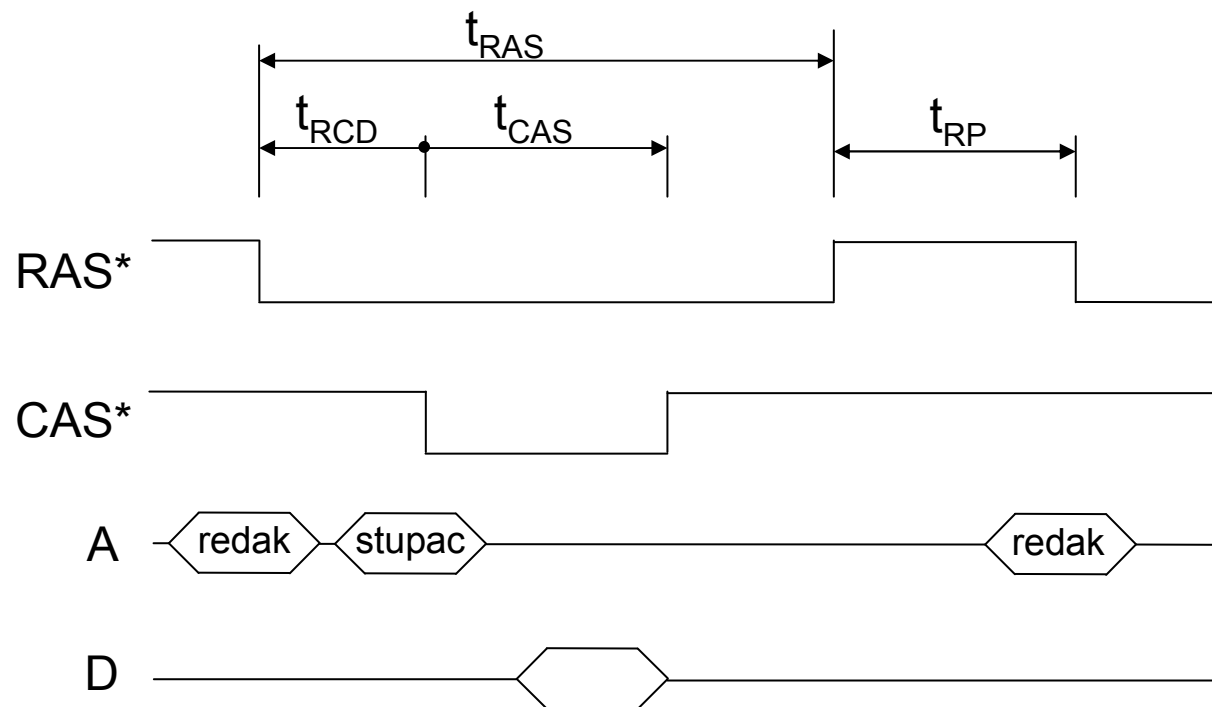 tRAS
tRCD tCAS tRP
RAS*
CAS*
A redak stupac redak
D